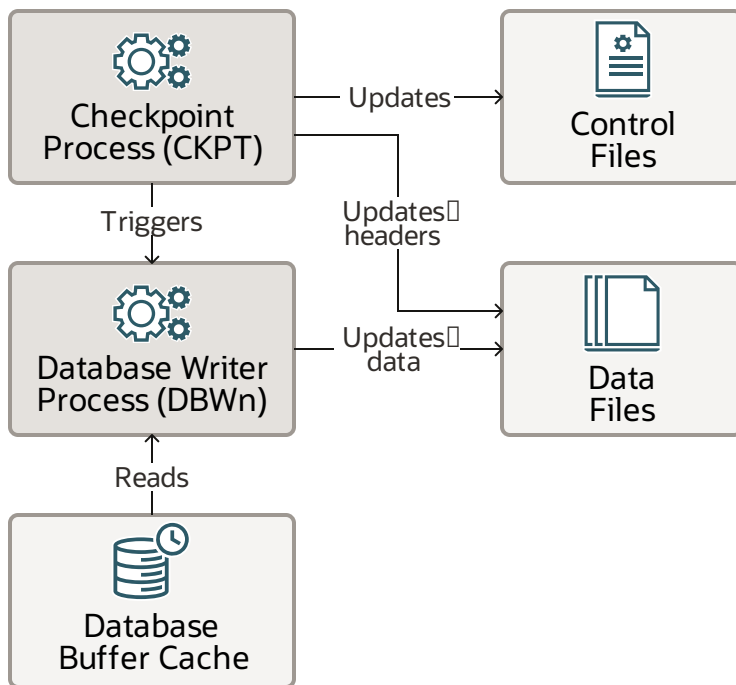 Checkpoint
Process (CKPT)
Updates
Control
Files
Triggers
Updates
headers
Database Writer
Process (DBWn)
Updates
data
Data
Files
Reads
Database
Buffer Cache